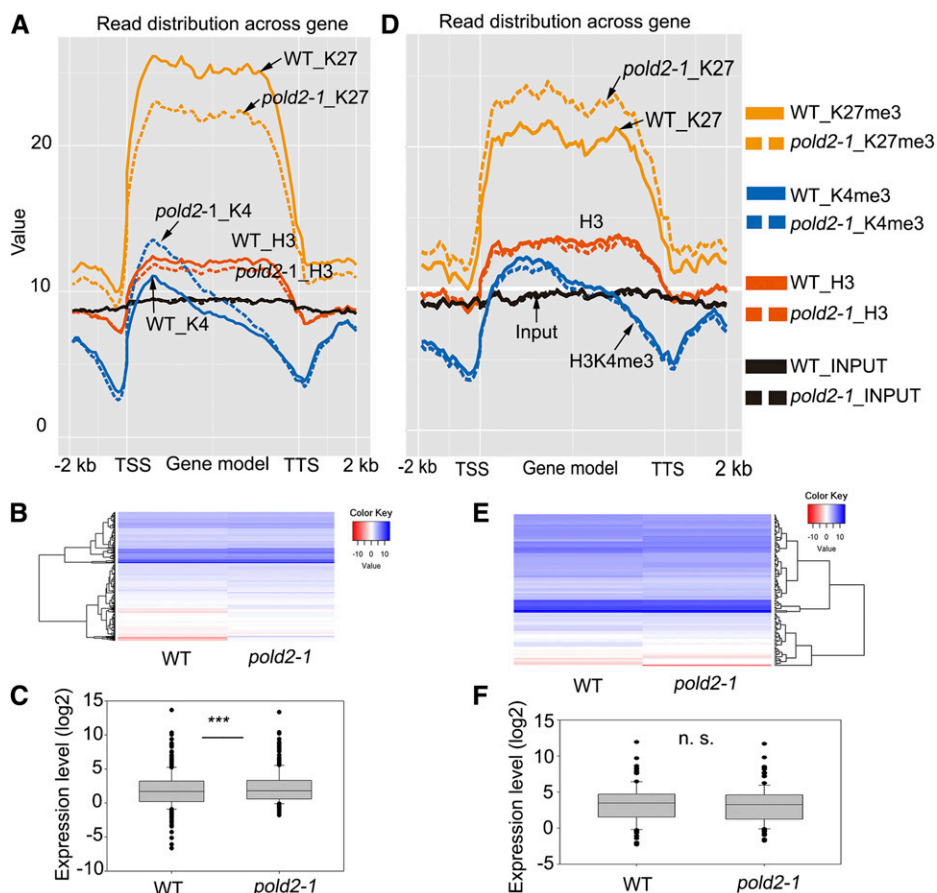 A
Read distribution across gene
Value
20
10
0
WT_K27
pold2-1_K27
pold2-1_K4
WT_H3
pold2-1_H3
WT_K4
-2 kb TSS Gene model TTS 2 kb
D
Read distribution across gene
pold2-1_K27
WT_K27
H3
Input
H3K4me3
-2 kb TSS Gene model TTS 2 kb
WT_K27me3
pold2-1_K27me3
WT_K4me3
pold2-1_K4me3
WT_H3
pold2-1_H3
WT_INPUT
pold2-1_INPUT
B
Color Key
-10 0 10
Value
WT pold2-1
E
Color Key
-10 0 10
Value
WT pold2-1
C
Expression level (log2)
15
10
5
0
-5
-10
***
WT pold2-1
F
Expression level (log2)
15
10
5
0
-5
n. s.
WT pold2-1